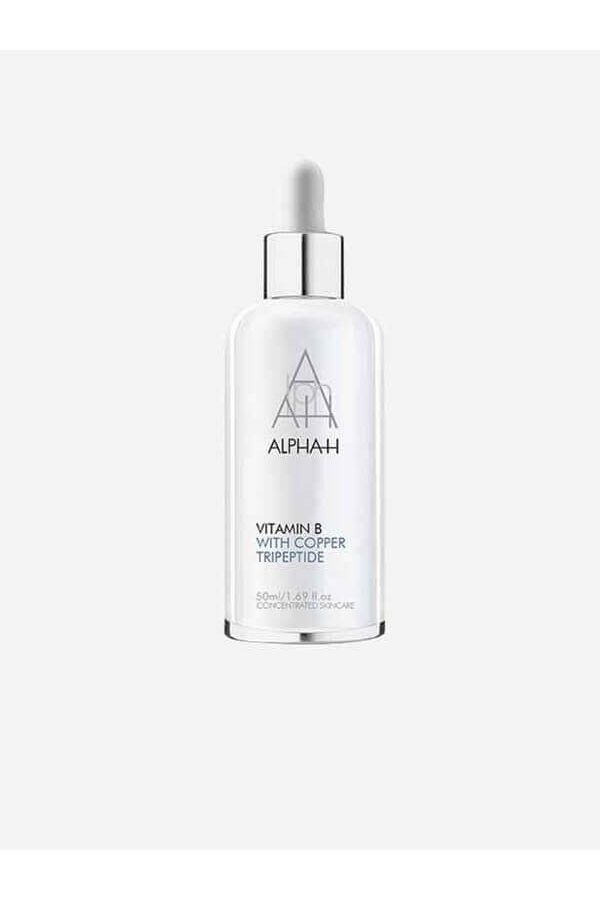 ALPHA-H
VITAMIN B
WITH COPPER
TRIPEPTIDE
50ml/1.69 fl.oz
CONCENTRATED SKINCARE